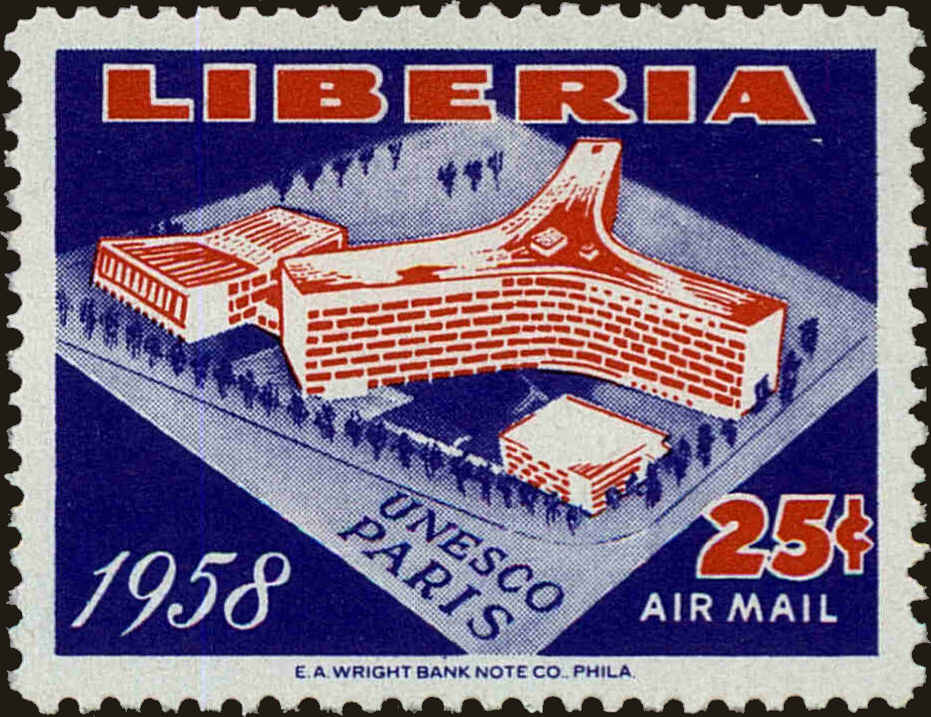 LIBERIA
UNESCO
PARIS
1958
25¢
AIR MAIL
E.A. WRIGHT BANK NOTE CO., PHILA.